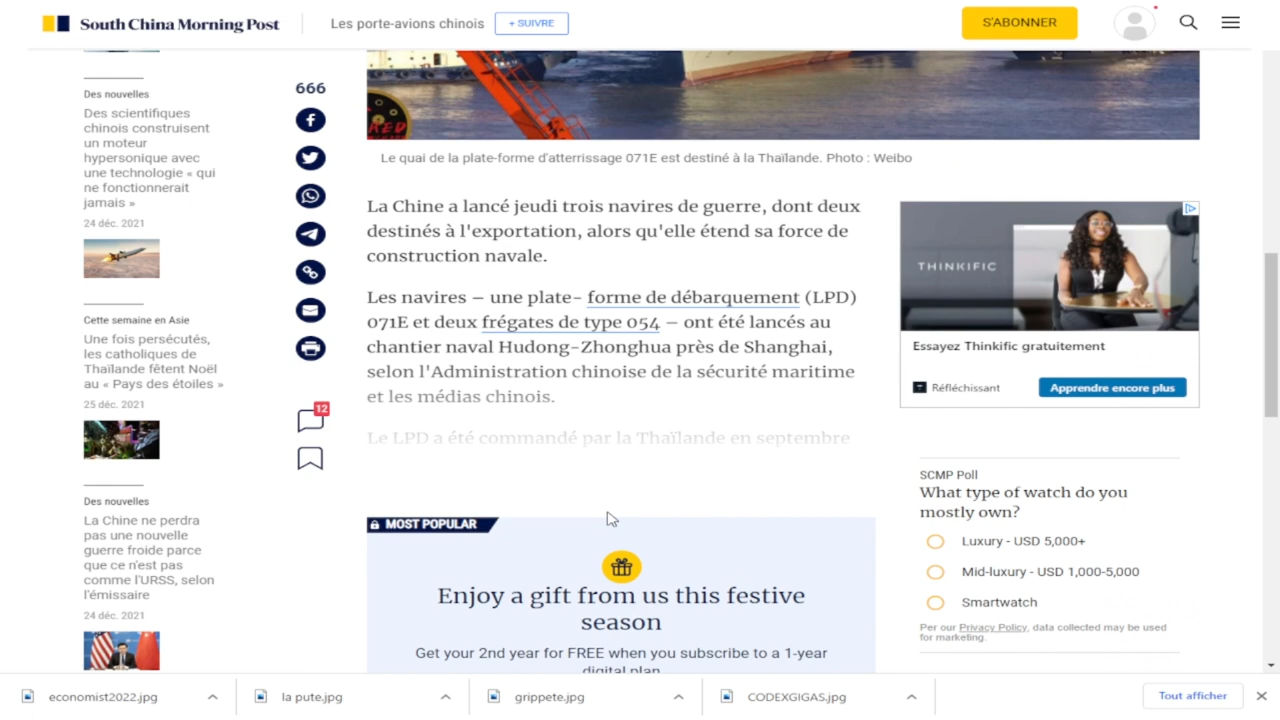 South China Morning Post
Les porte-avions chinois
+ SUIVRE
S'ABONNER
Des nouvelles
Des scientifiques
chinois construisent
un moteur
hypersonique avec
une technologie « qui
ne fonctionnerait
jamais »
24 déc. 2021
Cette semaine en Asie
Une fois persécutés,
les catholiques de
Thaïlande fêtent Noël
au « Pays des étoiles »
25 déc. 2021
Des nouvelles
La Chine ne perdra
pas une nouvelle
guerre froide parce
que ce n'est pas
comme l'URSS, selon
l'émissaire
24 déc. 2021
666
12
RED
Le quai de la plate-forme d'atterrissage 071E est destiné à la Thaïlande. Photo : Weibo
La Chine a lancé jeudi trois navires de guerre, dont deux
destinés à l'exportation, alors qu'elle étend sa force de
construction navale.
Les navires – une plate- forme de débarquement (LPD)
071E et deux frégates de type 054 – ont été lancés au
chantier naval Hudong-Zhonghua près de Shanghai,
selon l'Administration chinoise de la sécurité maritime
et les médias chinois.
Le LPD a été commandé par la Thaïlande en septembre
MOST POPULAR
Enjoy a gift from us this festive
season
Get your 2nd year for FREE when you subscribe to a 1-year
digital plan
THINKIFIC
Essayez Thinkific gratuitement
Réfléchissant
Apprendre encore plus
SCMP Poll
What type of watch do you
mostly own?
Luxury - USD 5,000+
Mid-luxury - USD 1,000-5,000
Smartwatch
Per our Privacy Policy, data collected may be used
for marketing.
economist2022.jpg
la pute.jpg
grippete.jpg
CODEXGIGAS.jpg
Tout afficher